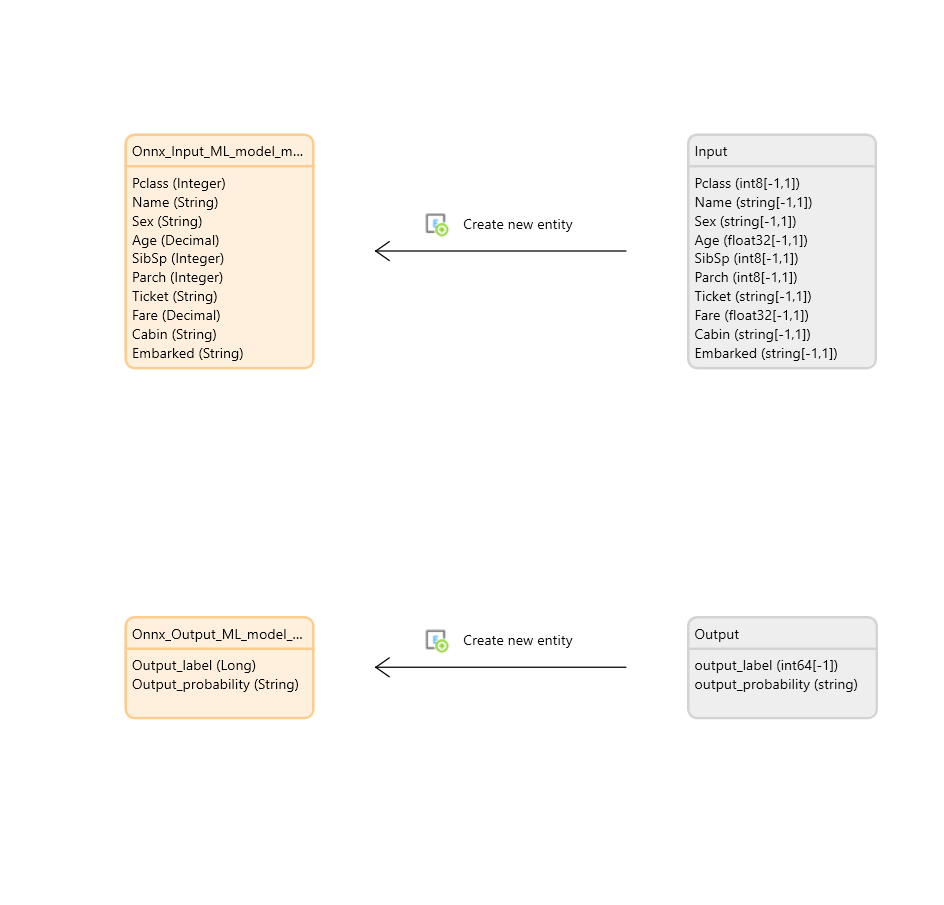 Onnx_Input_ML_model_m...
Pclass (Integer)
Name (String)
Sex (String)
Age (Decimal)
SibSp (Integer)
Parch (Integer)
Ticket (String)
Fare (Decimal)
Cabin (String)
Embarked (String)
Create new entity
Input
Pclass (int8[-1,1])
Name (string[-1,1])
Sex (string[-1,1])
Age (float32[-1,1])
SibSp (int8[-1,1])
Parch (int8[-1,1])
Ticket (string[-1,1])
Fare (float32[-1,1])
Cabin (string[-1,1])
Embarked (string[-1,1])
Onnx_Output_ML_model_...
Output_label (Long)
Output_probability (String)
Create new entity
Output
output_label (int64[-1])
output_probability (string)